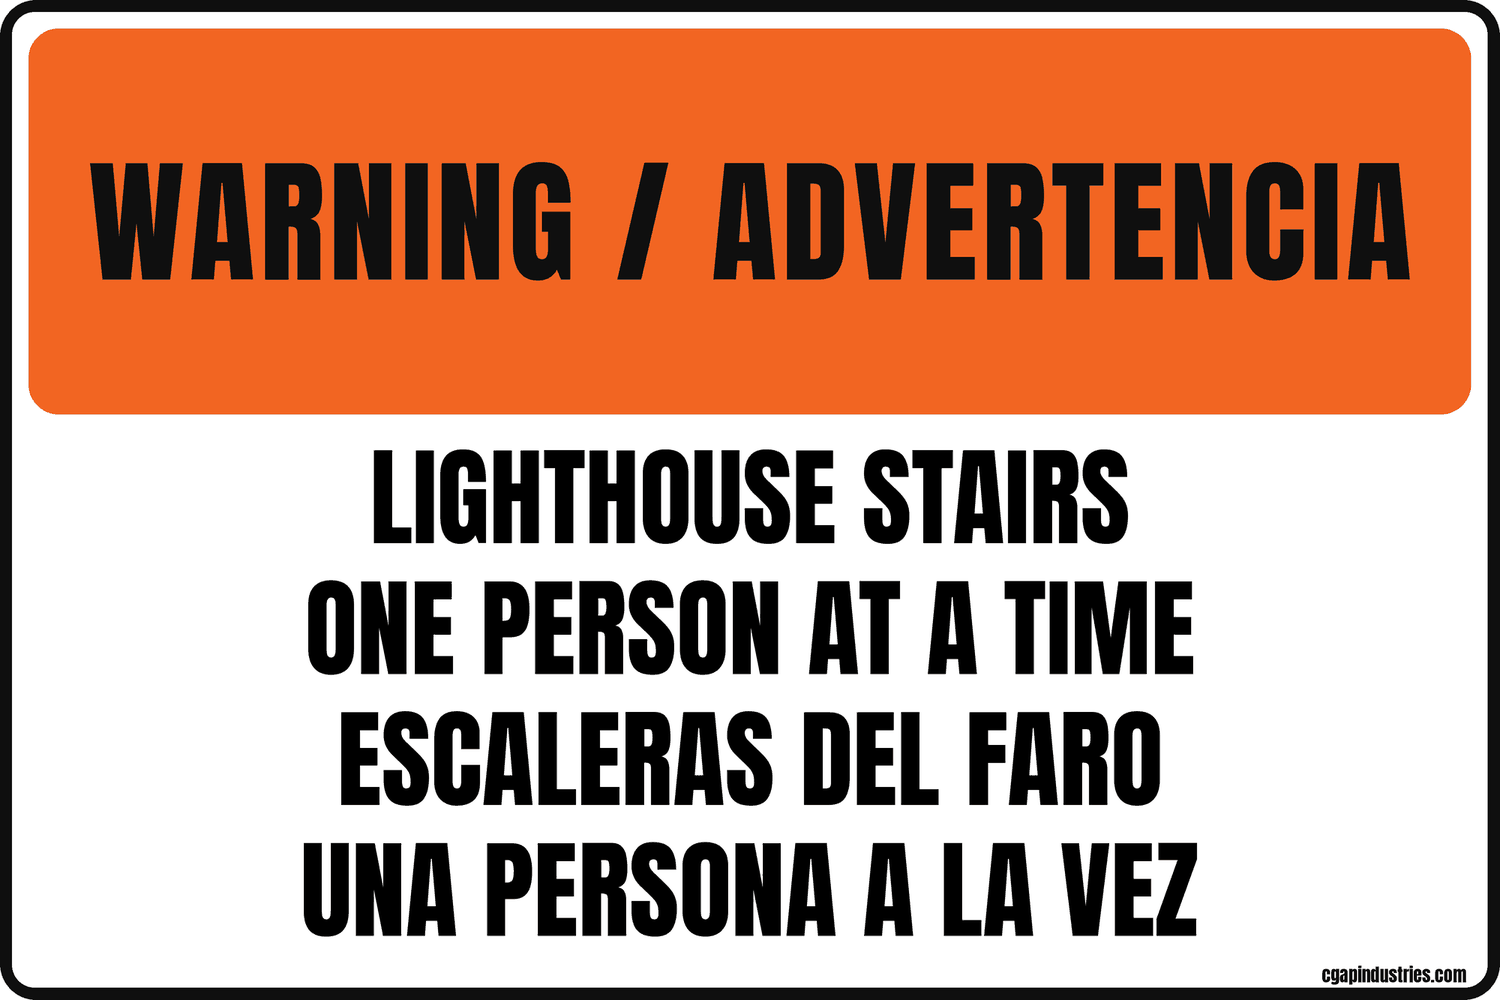 WARNING / ADVERTENCIA
LIGHTHOUSE STAIRS
ONE PERSON AT A TIME
ESCALERAS DEL FARO
UNA PERSONA A LA VEZ
cgapindustries.com